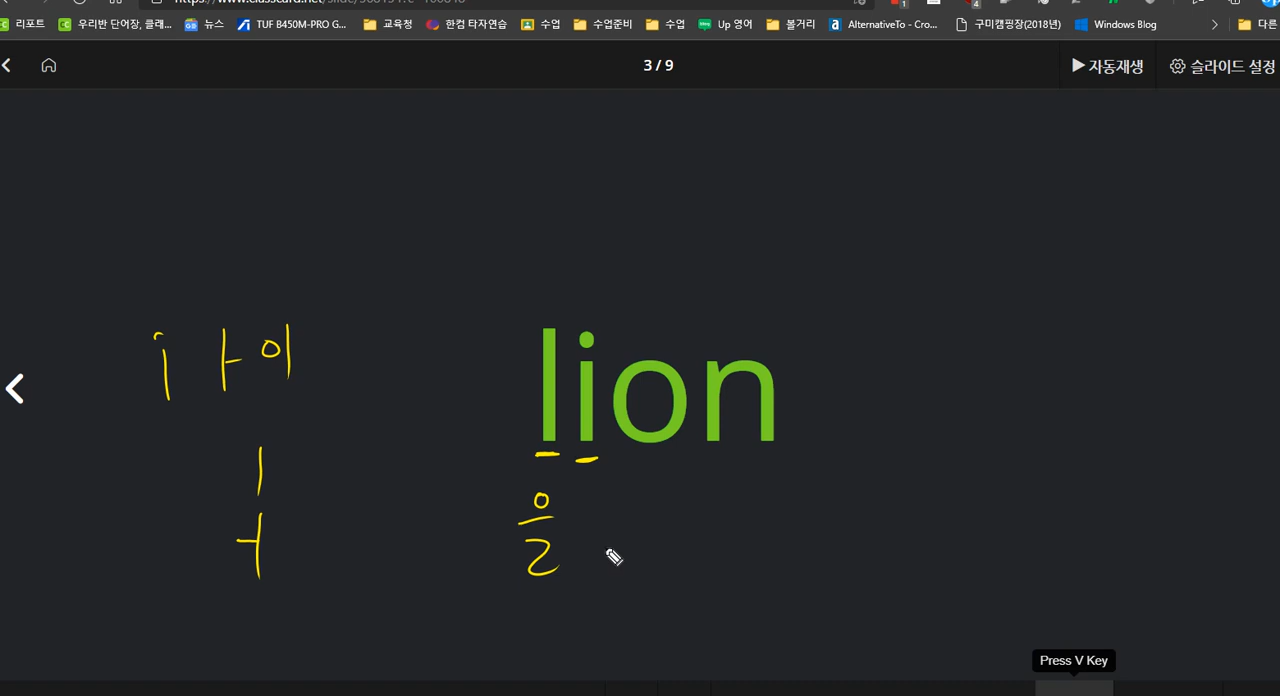 리포트 우리반 단어장, 클래... 뉴스 TUF B450M-PRO G... 교육청 한컴 타자연습 수업 수업준비 수업 Up 영어 볼거리 AlternativeTo - Cro... 구미캠핑장(2018년) Windows Blog 다른
3 / 9 자동재생 슬라이드 설정
i ㅏ이 lion
ㅣ
ㅓ
으
ㄹ
Press V Key